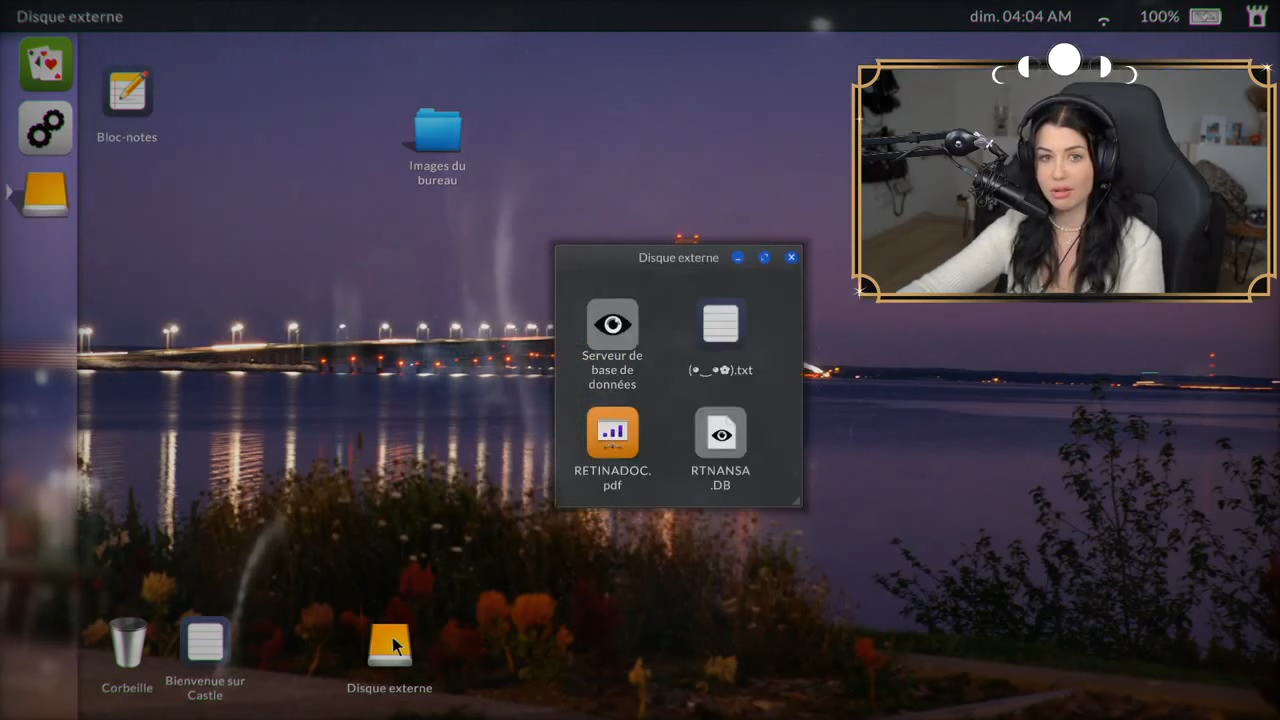 Disque externe
dim. 04:04 AM
100%
Bloc-notes
Images du
bureau
Disque externe
Serveur de
base de
données
(•‿•✿).txt
RETINADOC.
pdf
RTNANSA
.DB
Corbeille
Bienvenue sur
Castle
Disque externe